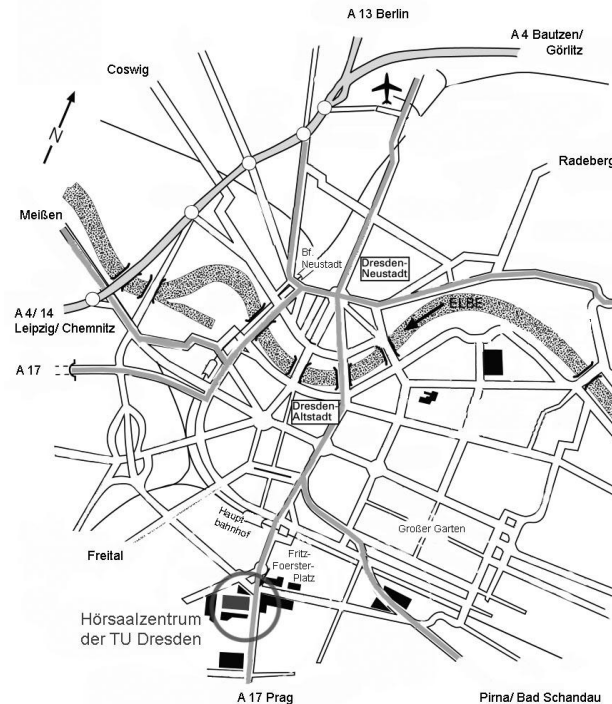 A 13 Berlin
A 4 Bautzen/
Görlitz
Coswig
N
Radeberg
Meißen
Bf.
Neustadt
Dresden-
Neustadt
ELBE
A 4/ 14
Leipzig/ Chemnitz
A 17
Dresden-
Altstadt
Haupt
bahnhof
Großer Garten
Freital
Fritz-
Foerster-
Platz
Hörsaalzentrum
der TU Dresden
A 17 Prag
Pirna/ Bad Schandau